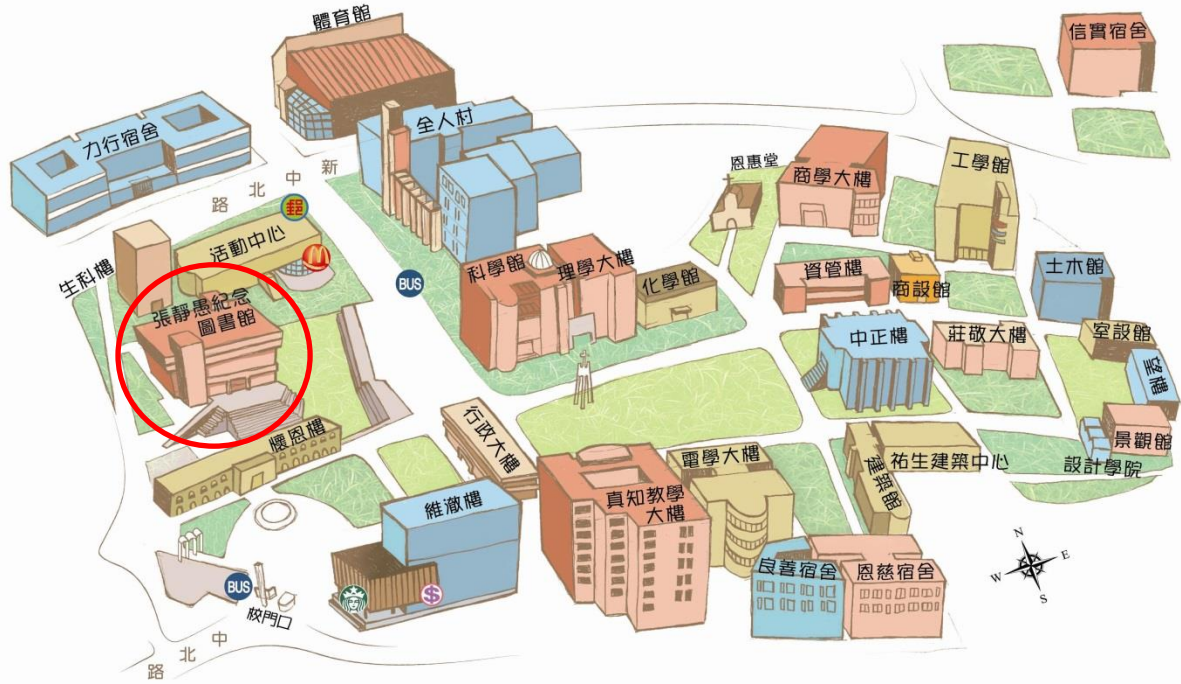 體育館
信實宿舍
力行宿舍
全人村
新
中
北
路
恩惠堂
商學大樓
工學館
郵
活動中心
生科樓
科學館
理學大樓
化學館
資管樓
商設館
土木館
BUS
張靜愚紀念
圖書館
中正樓
莊敬大樓
室設館
望樓
懷恩樓
行政大樓
電學大樓
建築館
祐生建築中心
景觀館
設計學院
維澈樓
真知教學
大樓
良善宿舍
恩慈宿舍
N
E
W
S
BUS
$
校門口
中
北
路